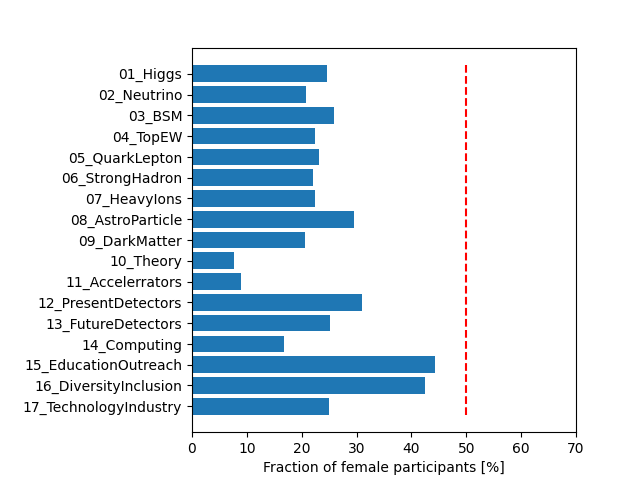 01_Higgs
02_Neutrino
03_BSM
04_TopEW
05_QuarkLepton
06_StrongHadron
07_HeavyIons
08_AstroParticle
09_DarkMatter
10_Theory
11_Accelerrators
12_PresentDetectors
13_FutureDetectors
14_Computing
15_EducationOutreach
16_DiversityInclusion
17_TechnologyIndustry
0 10 20 30 40 50 60 70
Fraction of female participants [%]